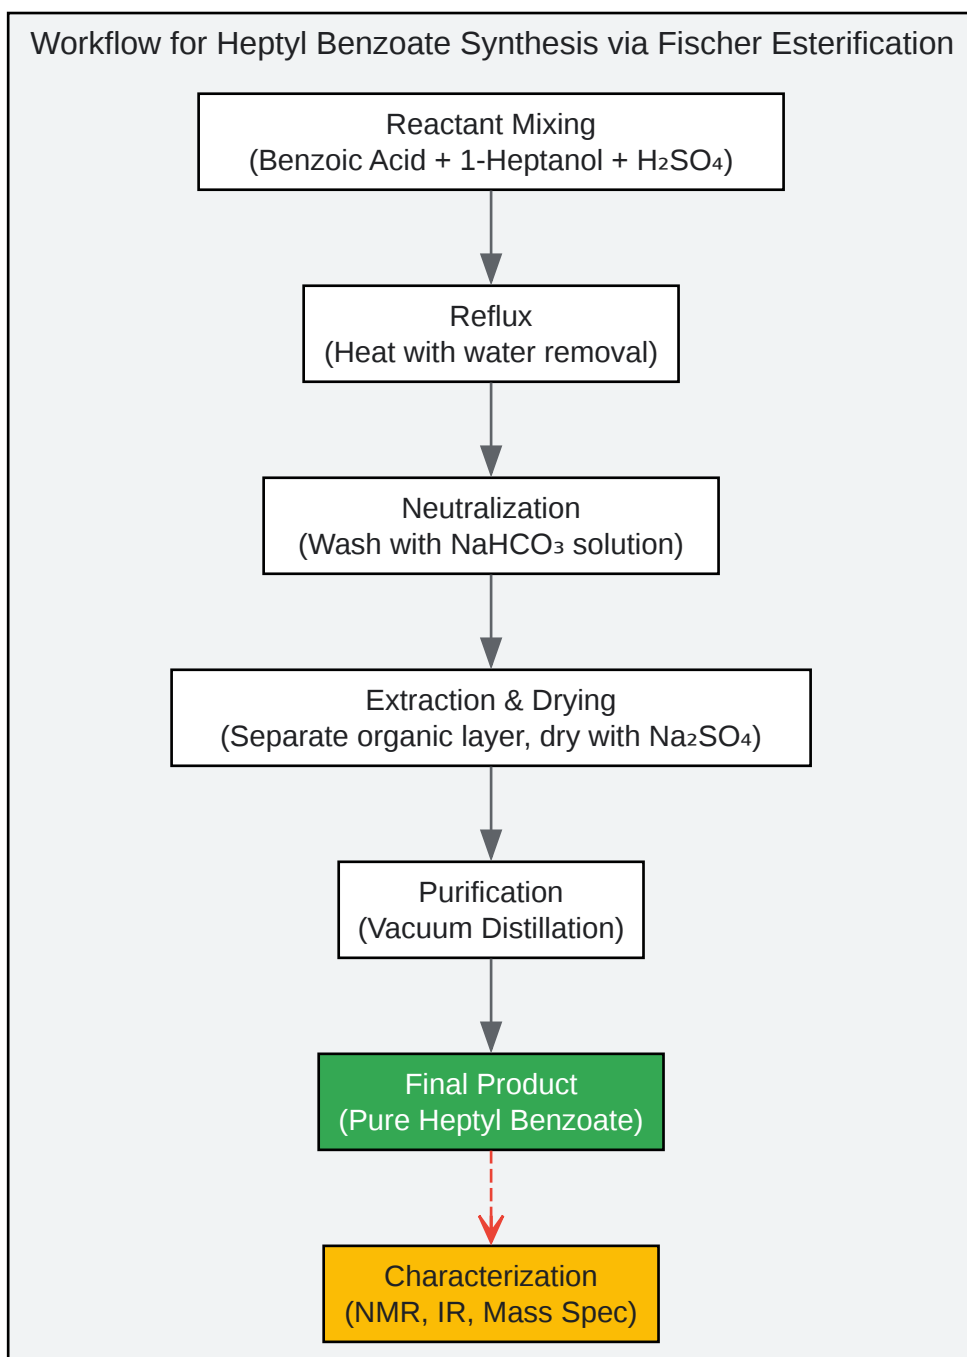 Workflow for Heptyl Benzoate Synthesis via Fischer Esterification
Reactant Mixing
(Benzoic Acid + 1-Heptanol + H₂SO₄)
Reflux
(Heat with water removal)
Neutralization
(Wash with NaHCO₃ solution)
Extraction & Drying
(Separate organic layer, dry with Na₂SO₄)
Purification
(Vacuum Distillation)
Final Product
(Pure Heptyl Benzoate)
Characterization
(NMR, IR, Mass Spec)